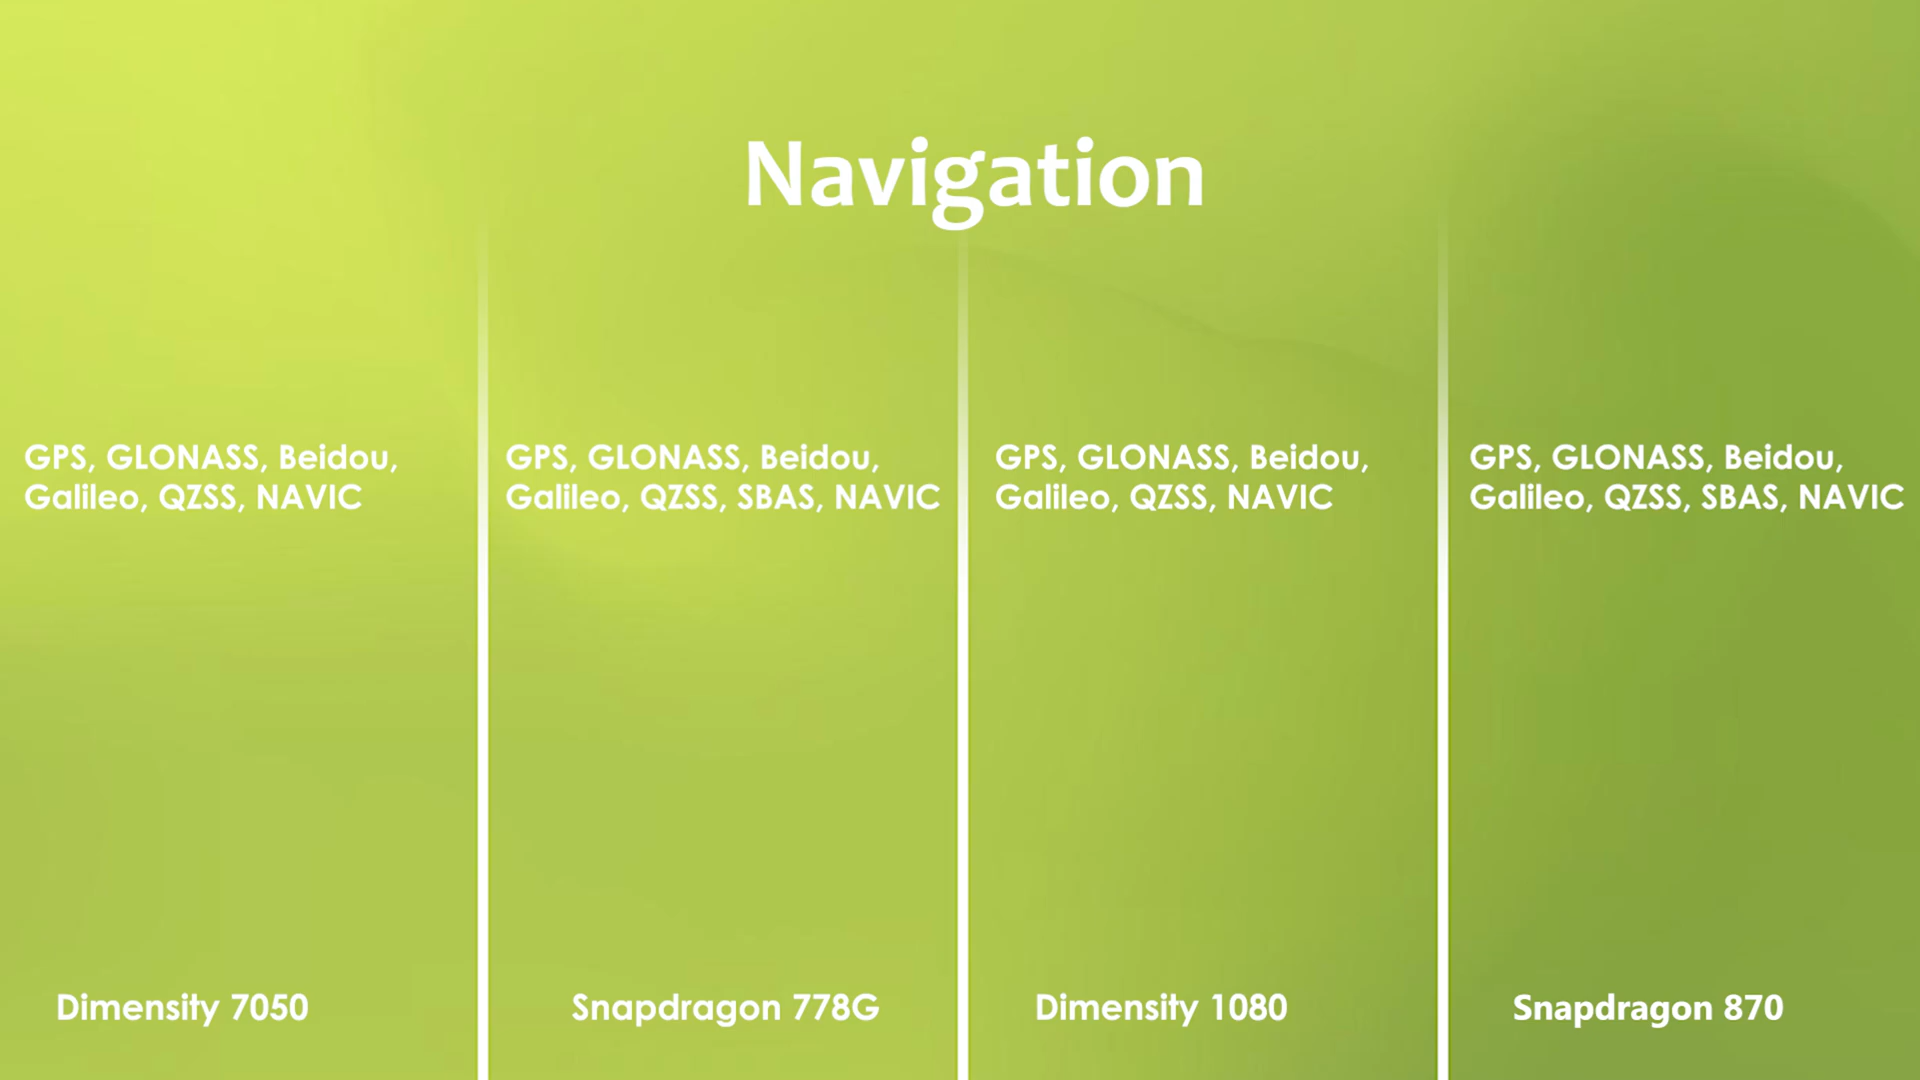 Navigation
GPS, GLONASS, Beidou,
Galileo, QZSS, NAVIC
GPS, GLONASS, Beidou,
Galileo, QZSS, SBAS, NAVIC
GPS, GLONASS, Beidou,
Galileo, QZSS, NAVIC
GPS, GLONASS, Beidou,
Galileo, QZSS, SBAS, NAVIC
Dimensity 7050
Snapdragon 778G
Dimensity 1080
Snapdragon 870